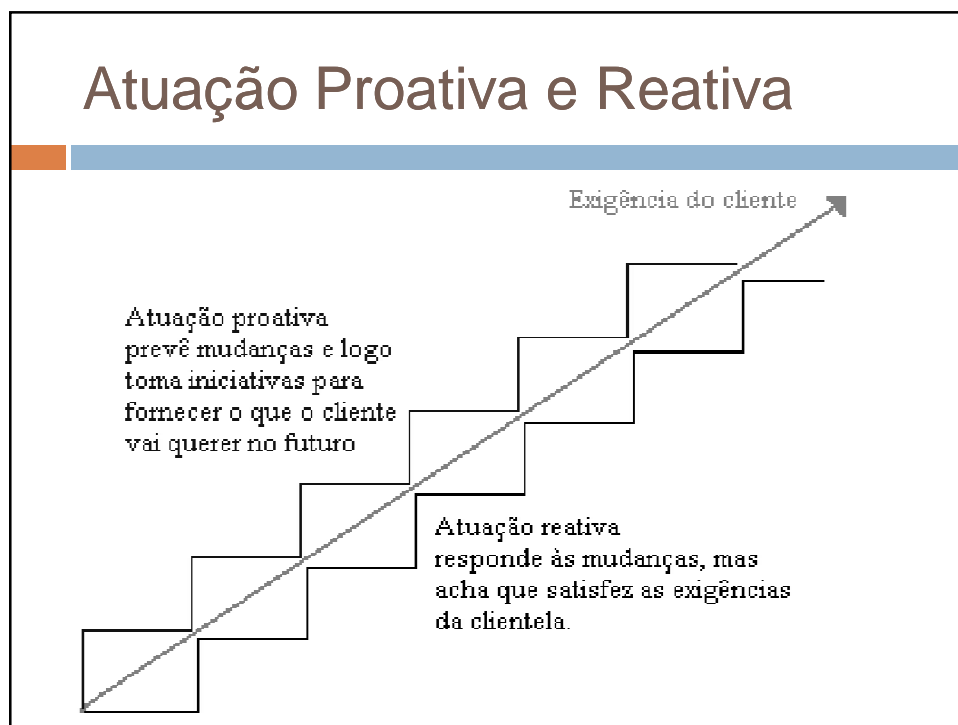 Atuação Proativa e Reativa
Exigência do cliente
Atuação proativa
prevê mudanças e logo
toma iniciativas para
fornecer o que o cliente
vai querer no futuro
Atuação reativa
responde às mudanças, mas
acha que satisfez as exigências
da clientela.